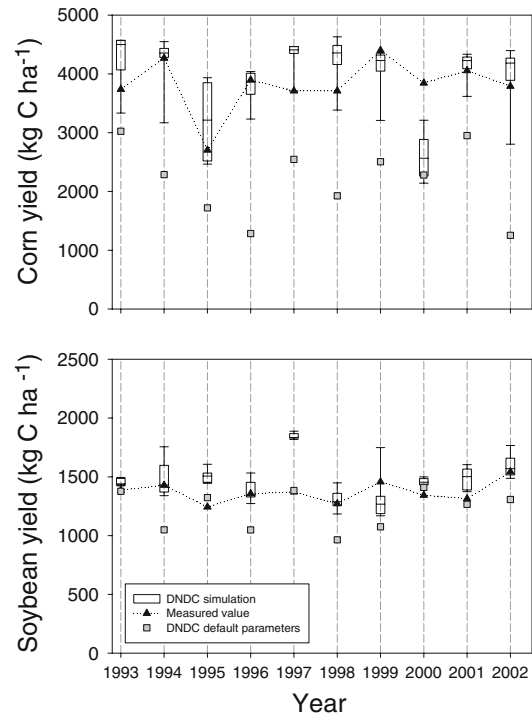 Corn yield (kg C ha⁻¹)
5000
4000
3000
2000
1000
0
Soybean yield (kg C ha⁻¹)
2500
2000
1500
1000
500
0
DNDC simulation
Measured value
DNDC default parameters
1993 1994 1995 1996 1997 1998 1999 2000 2001 2002
Year